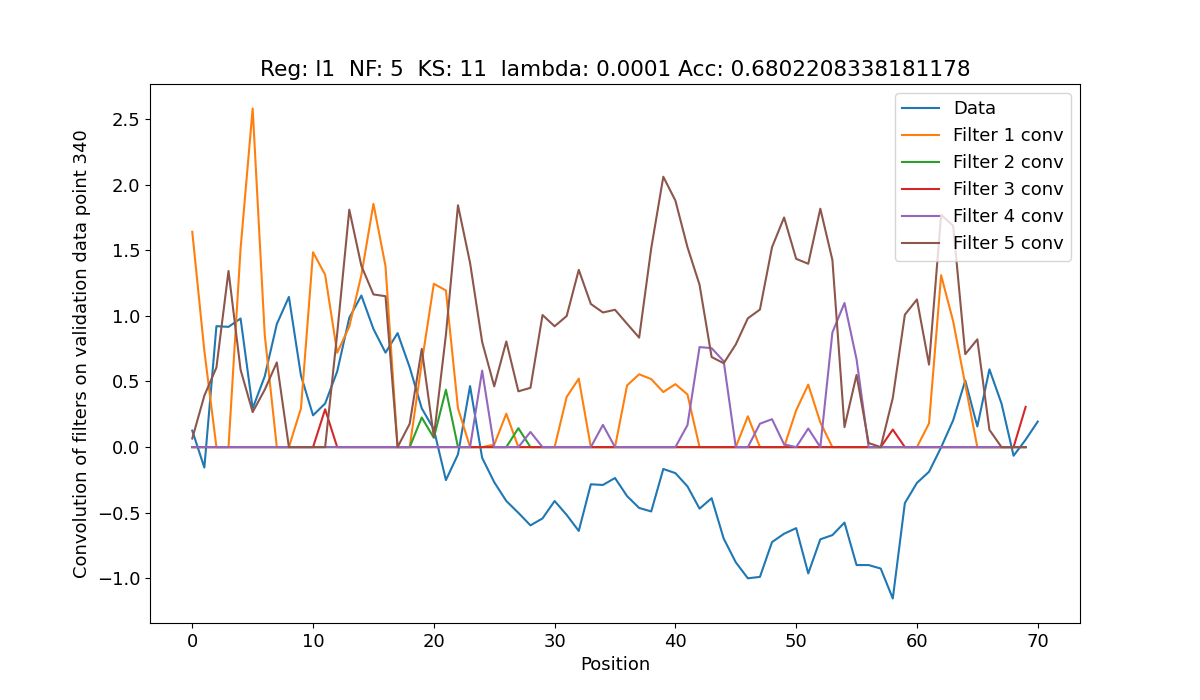 Reg: l1  NF: 5  KS: 11  lambda: 0.0001 Acc: 0.6802208338181178
Convolution of filters on validation data point 340
2.5
2.0
1.5
1.0
0.5
0.0
−0.5
−1.0
Data
Filter 1 conv
Filter 2 conv
Filter 3 conv
Filter 4 conv
Filter 5 conv
0 10 20 30 40 50 60 70
Position